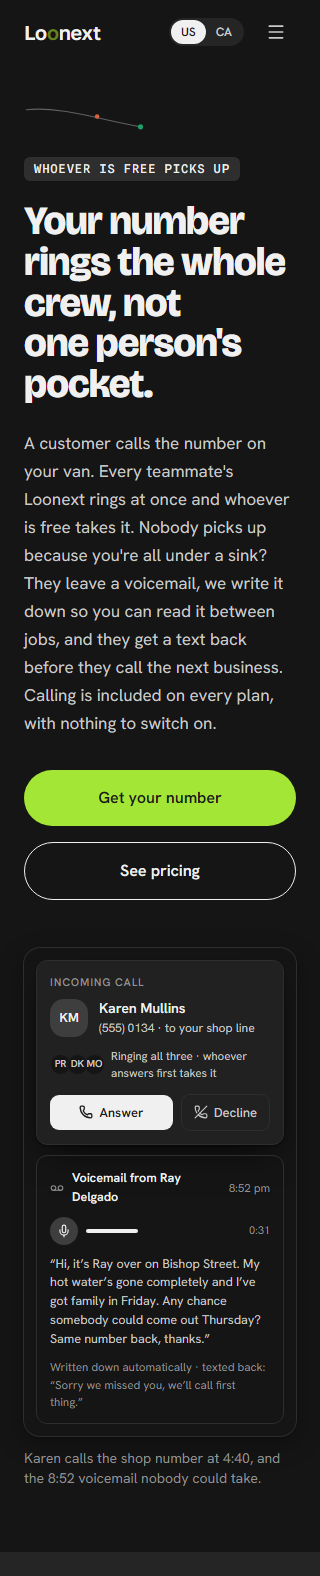 Loonext
US CA
WHOEVER IS FREE PICKS UP
Your number
rings the whole
crew, not
one person's
pocket.
A customer calls the number on
your van. Every teammate's
Loonext rings at once and whoever
is free takes it. Nobody picks up
because you're all under a sink?
They leave a voicemail, we write it
down so you can read it between
jobs, and they get a text back
before they call the next business.
Calling is included on every plan,
with nothing to switch on.
Get your number
See pricing
INCOMING CALL
KM
Karen Mullins
(555) 0134 · to your shop line
PR DK MO
Ringing all three · whoever
answers first takes it
Answer
Decline
Voicemail from Ray
Delgado
8:52 pm
0:31
“Hi, it’s Ray over on Bishop Street. My
hot water’s gone completely and I’ve
got family in Friday. Any chance
somebody could come out Thursday?
Same number back, thanks.”
Written down automatically · texted back:
“Sorry we missed you, we’ll call first
thing.”
Karen calls the shop number at 4:40, and
the 8:52 voicemail nobody could take.